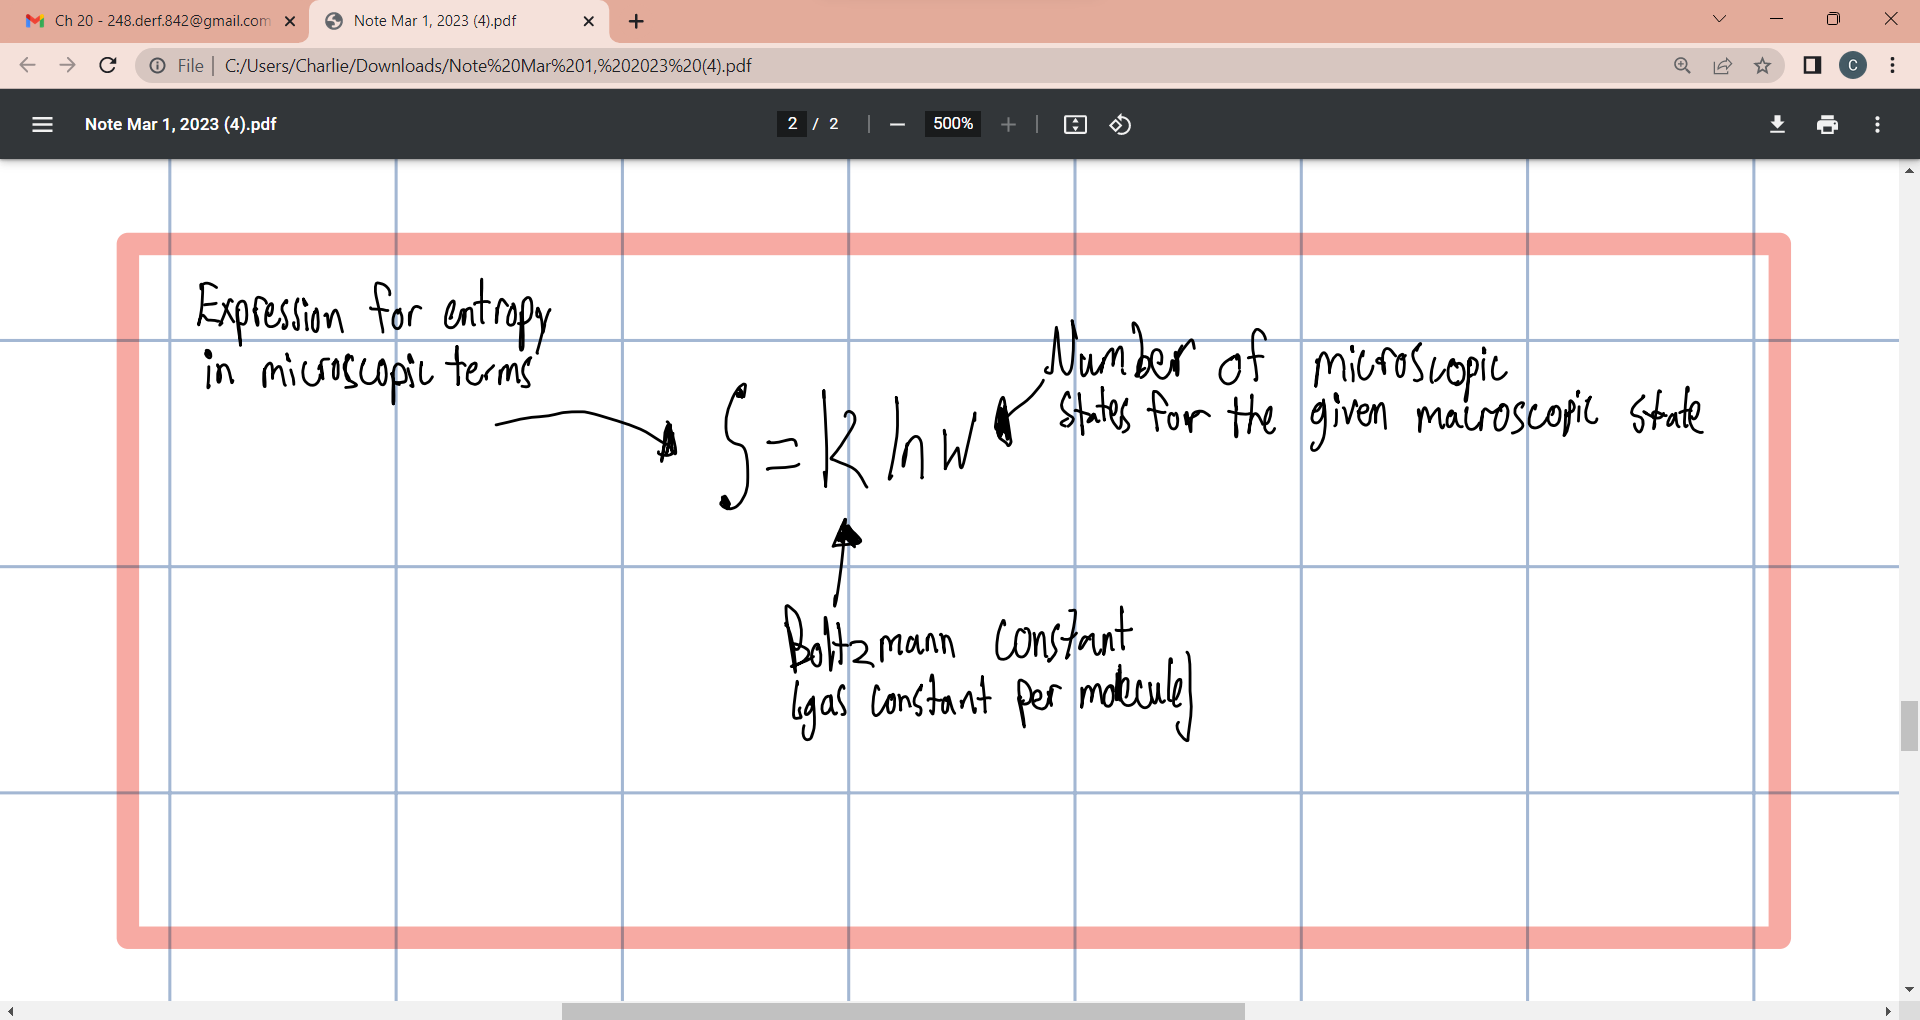 Ch 20 - 248.derf.842@gmail.com
Note Mar 1, 2023 (4).pdf
File | C:/Users/Charlie/Downloads/Note%20Mar%201,%202023%20(4).pdf
C
Note Mar 1, 2023 (4).pdf
2 / 2
500%
Expression for entropy
in microscopic terms
Number of microscopic
states for the given macroscopic state
S = k ln w
Boltzmann constant
(gas constant per molecule)